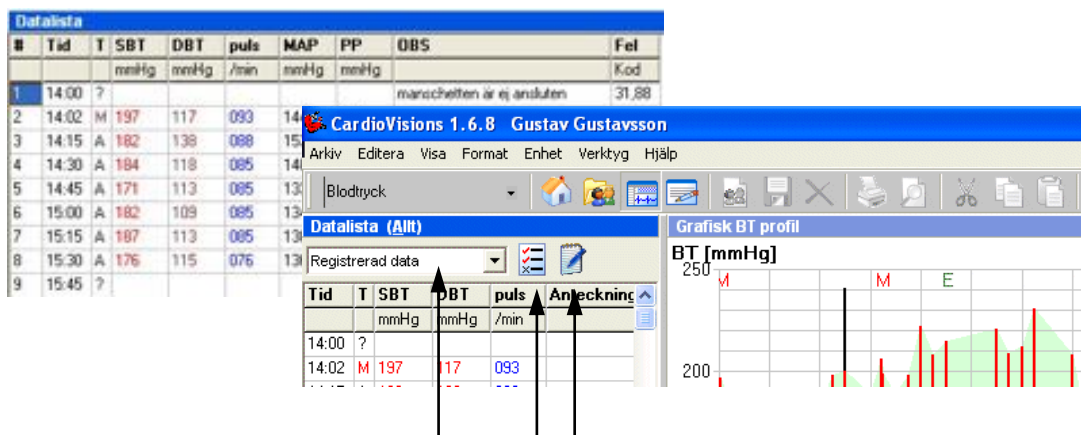 Datalista
# Tid T SBT DBT puls MAP PP OBS Fel
mmHg mmHg /min mmHg mmHg Kod
1 14:00 ? manschetten är ej ansluten 31,88
2 14:02 M 197 117 093
3 14:15 A 182 138 088
4 14:30 A 184 118 085
5 14:45 A 171 113 085
6 15:00 A 182 109 085
7 15:15 A 187 113 085
8 15:30 A 176 115 076
9 15:45 ?
CardioVisions 1.6.8 Gustav Gustavsson
Arkiv Editera Visa Format Enhet Verktyg Hjälp
Blodtryck
Datalista (Allt)
Registrerad data
Tid T SBT DBT puls Anteckning
mmHg mmHg /min
14:00 ?
14:02 M 197 117 093
Grafisk BT profil
BT [mmHg]
250
M M E
200